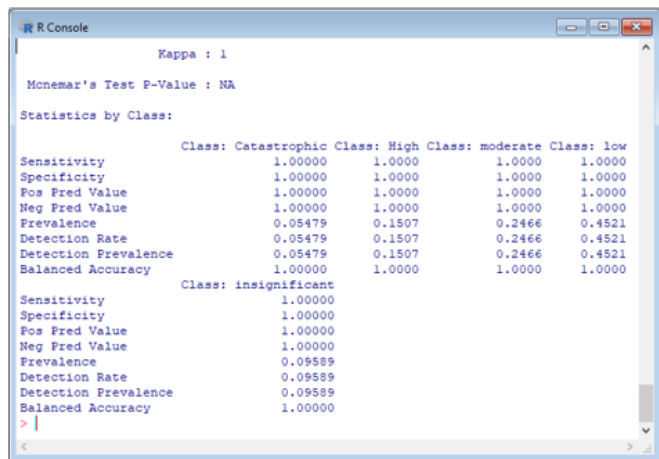 R Console
Kappa : 1
Mcnemar's Test P-Value : NA
Statistics by Class:
Class: Catastrophic Class: High Class: moderate Class: low
Sensitivity 1.00000 1.0000 1.0000 1.0000
Specificity 1.00000 1.0000 1.0000 1.0000
Pos Pred Value 1.00000 1.0000 1.0000 1.0000
Neg Pred Value 1.00000 1.0000 1.0000 1.0000
Prevalence 0.05479 0.1507 0.2466 0.4521
Detection Rate 0.05479 0.1507 0.2466 0.4521
Detection Prevalence 0.05479 0.1507 0.2466 0.4521
Balanced Accuracy 1.00000 1.0000 1.0000 1.0000
Class: insignificant
Sensitivity 1.00000
Specificity 1.00000
Pos Pred Value 1.00000
Neg Pred Value 1.00000
Prevalence 0.09589
Detection Rate 0.09589
Detection Prevalence 0.09589
Balanced Accuracy 1.00000
>